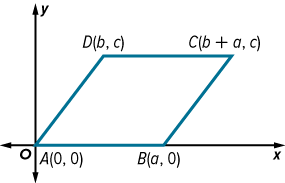 y
D(b, c) C(b + a, c)
O A(0, 0) B(a, 0) x